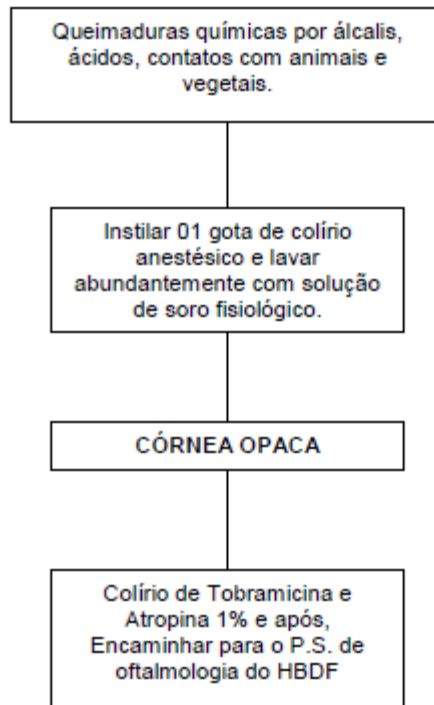 Queimaduras químicas por álcalis,
ácidos, contatos com animais e
vegetais.
Instilar 01 gota de colírio
anestésico e lavar
abundantemente com solução
de soro fisiológico.
CÓRNEA OPACA
Colírio de Tobramicina e
Atropina 1% e após,
Encaminhar para o P.S. de
oftalmologia do HBDF